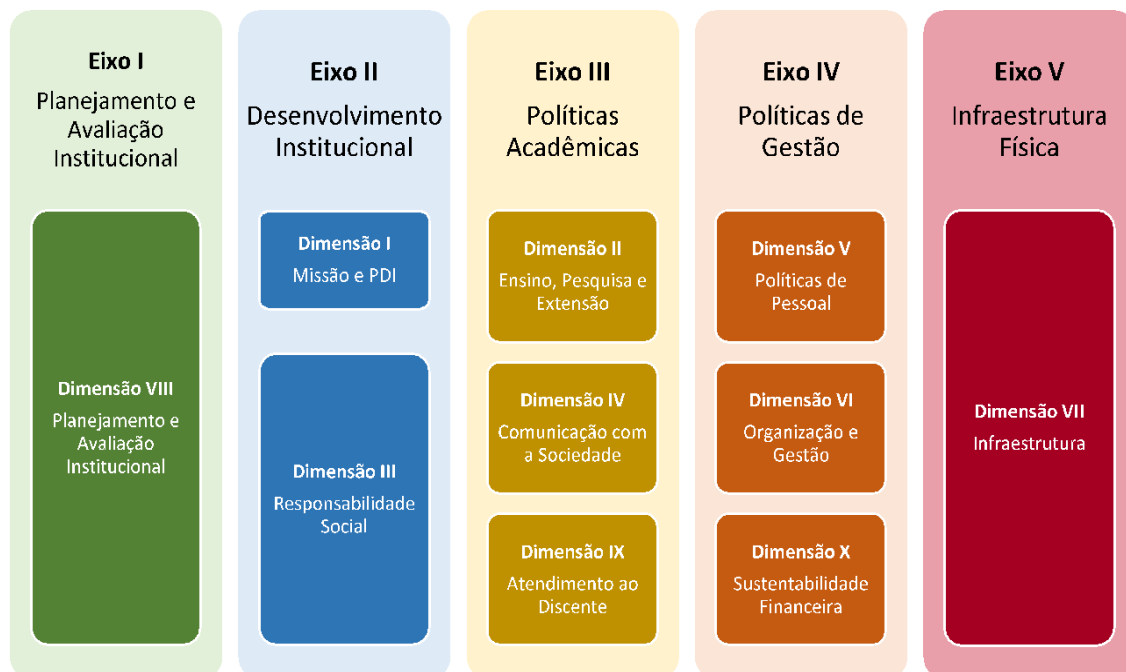 Eixo I
Planejamento e
Avaliação
Institucional
Dimensão VIII
Planejamento e
Avaliação
Institucional
Eixo II
Desenvolvimento
Institucional
Dimensão I
Missão e PDI
Dimensão III
Responsabilidade
Social
Eixo III
Políticas
Acadêmicas
Dimensão II
Ensino, Pesquisa e
Extensão
Dimensão IV
Comunicação com
a Sociedade
Dimensão IX
Atendimento ao
Discente
Eixo IV
Políticas de
Gestão
Dimensão V
Políticas de
Pessoal
Dimensão VI
Organização e
Gestão
Dimensão X
Sustentabilidade
Financeira
Eixo V
Infraestrutura
Física
Dimensão VII
Infraestrutura